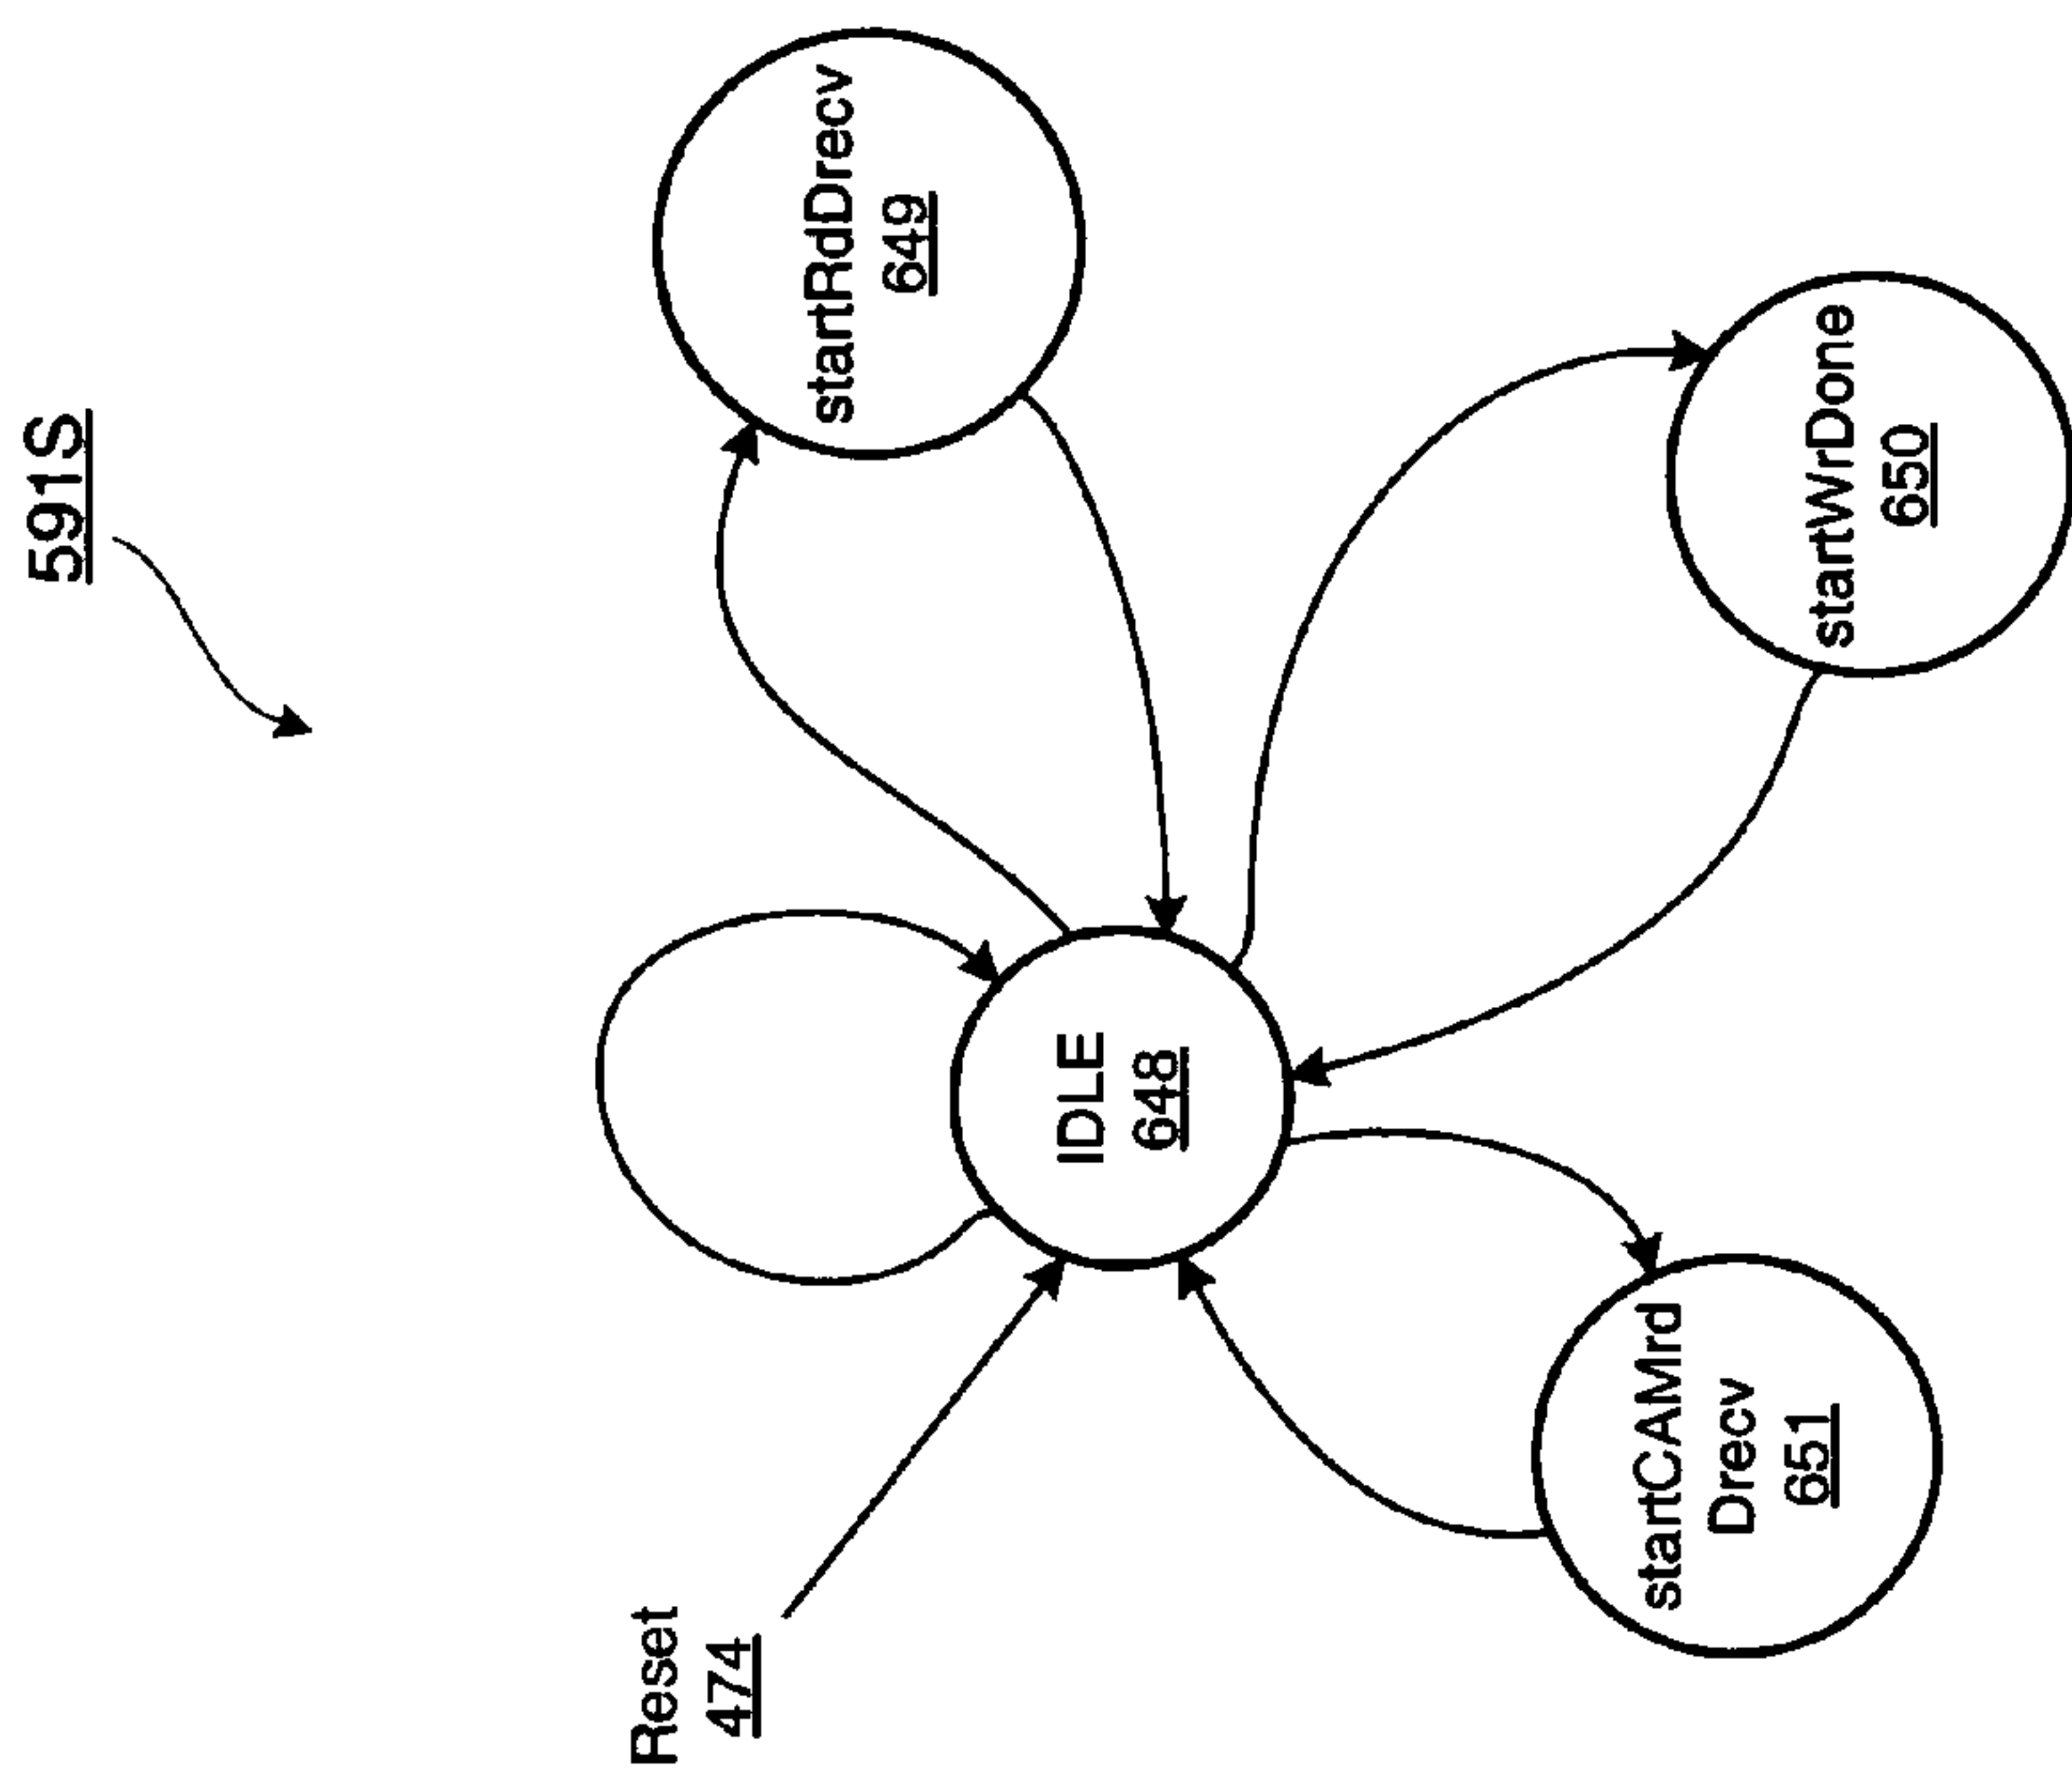 591S
Reset
474
IDLE
648
startRdDrecv
649
startWrDone
650
startCAMrd
Drecv
651